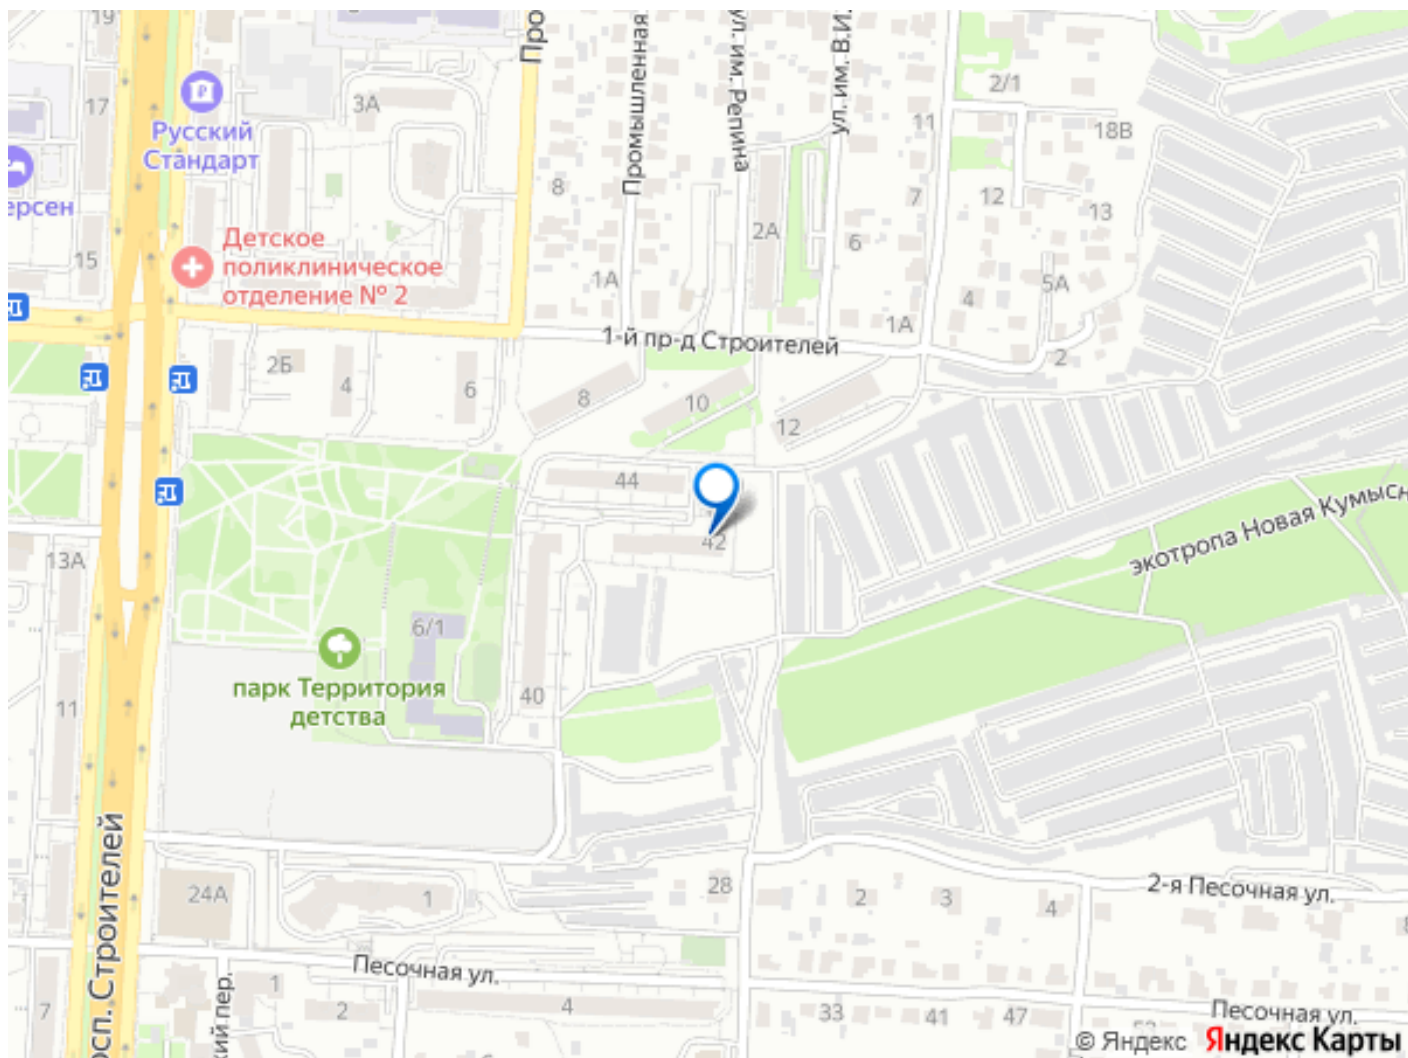 19
17
3А
Русский
Стандарт
ерсен
15
Детское
поликлиническое
отделение № 2
Про
Промышленная
ул. им. Репина
ул. им. В.И.
8
1А
2А
6
7
11
1А
2/1
18В
12
13
5А
4
2
1-й пр-д Строителей
2Б
4
6
8
10
12
44
42
экотропа Новая Кумысн
13А
6/1
парк Территория
детства
40
11
просп. Строителей
24А
1
28
2
3
4
2-я Песочная ул.
Песочная ул.
7
1
кий пер.
2
4
33
41
47
Песочная ул.
© Яндекс Яндекс Карты